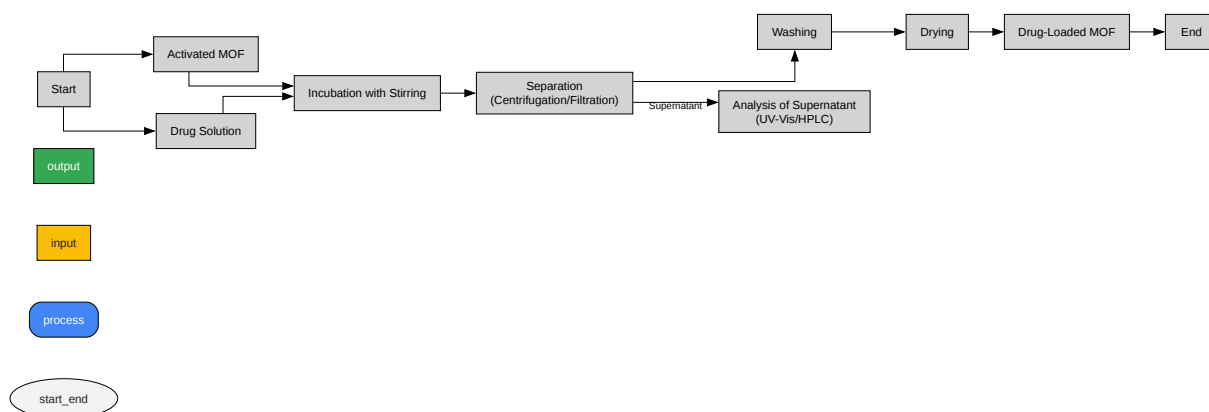 Start
Activated MOF
Drug Solution
Incubation with Stirring
Separation
(Centrifugation/Filtration)
Supernatant
Washing
Analysis of Supernatant
(UV-Vis/HPLC)
Drying
Drug-Loaded MOF
End
output
input
process
start_end